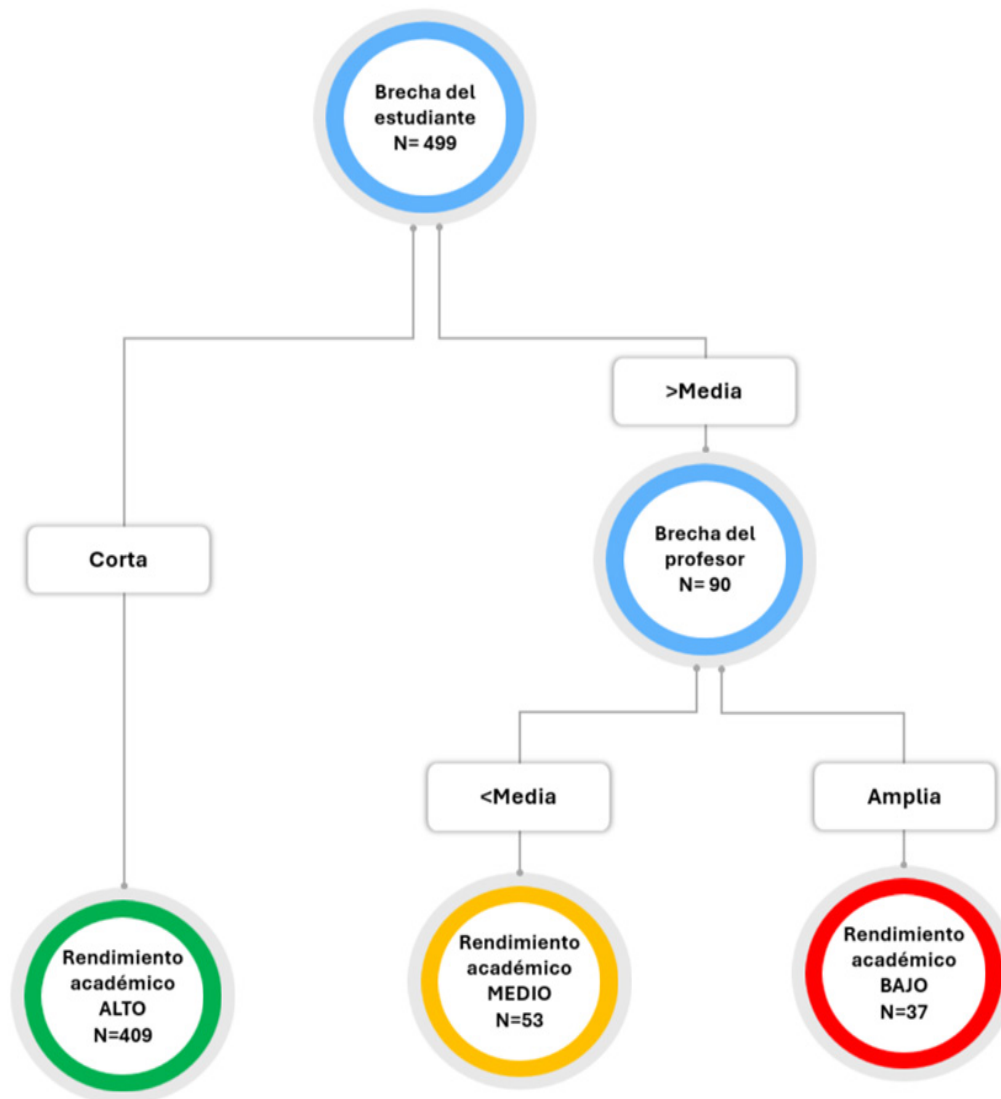 Brecha del
estudiante
N= 499
>Media
Corta
Brecha del
profesor
N= 90
<Media
Amplia
Rendimiento
académico
ALTO
N=409
Rendimiento
académico
MEDIO
N=53
Rendimiento
académico
BAJO
N=37